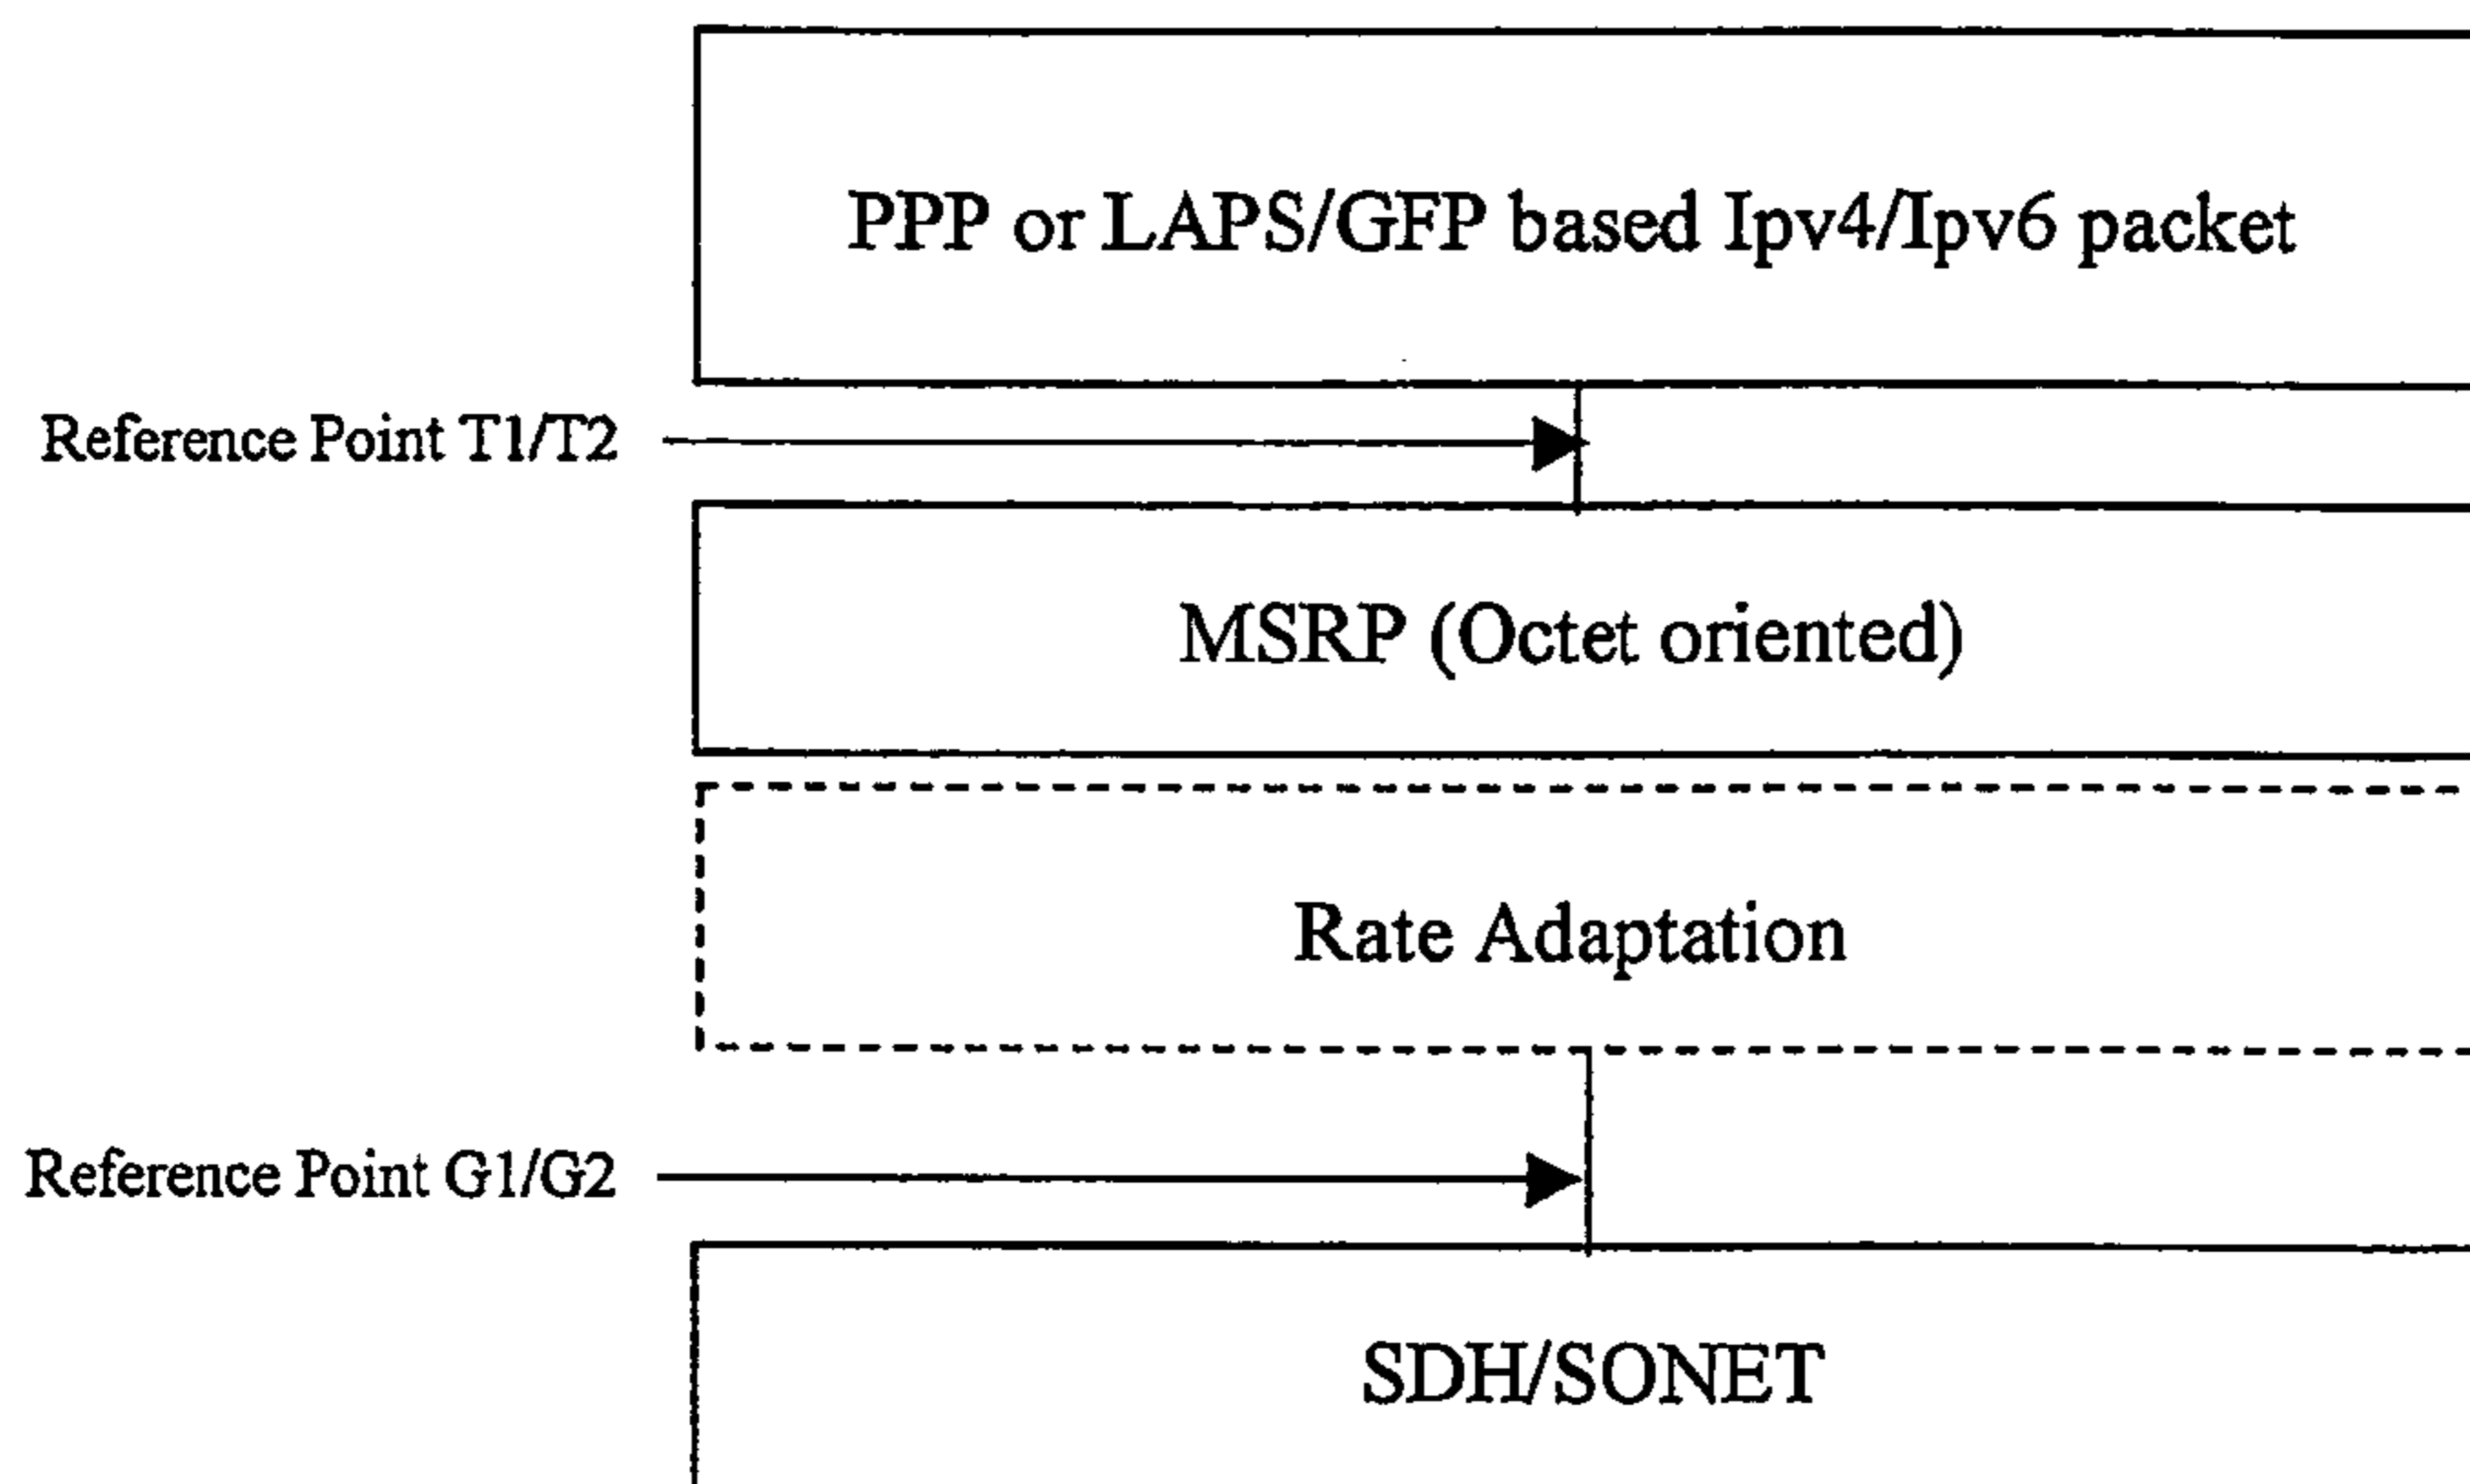 PPP or LAPS/GFP based Ipv4/Ipv6 packet
Reference Point T1/T2
MSRP (Octet oriented)
Rate Adaptation
Reference Point G1/G2
SDH/SONET